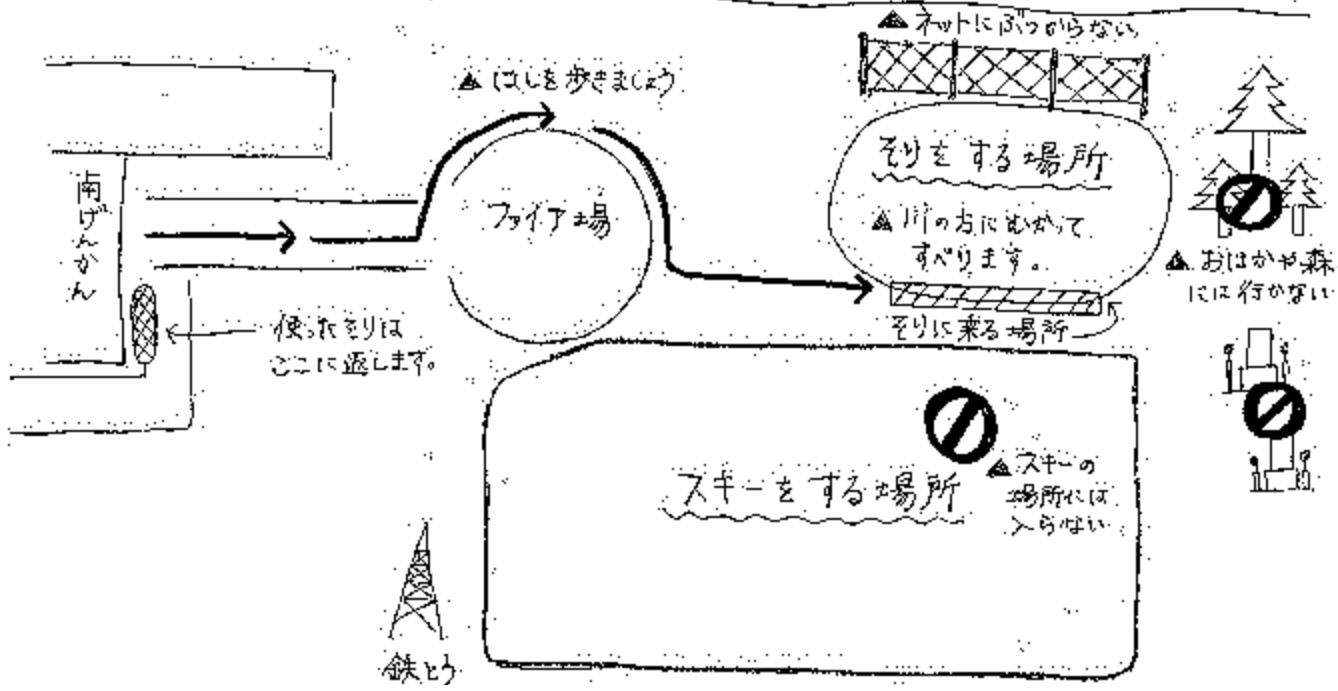 ▲ ネットにぶつからない
▲ はしを歩きましょう
南げんかん
ファイア場
そりをする場所
▲ 川の方にむかって
すべります。
▲ おはかや森
には行かない
そりに乗る場所
使ったそりは
ここに返します。
スキーをする場所
▲ スキーの
場所には
入らない
鉄とう